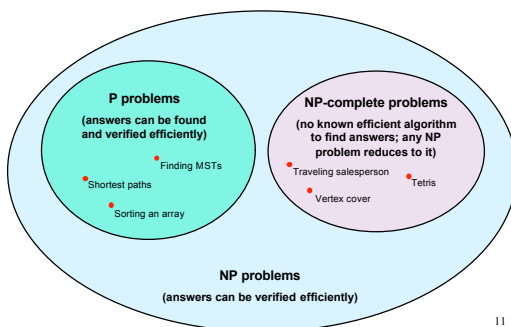 P problems
(answers can be found
and verified efficiently)
Finding MSTs
Shortest paths
Sorting an array
NP-complete problems
(no known efficient algorithm
to find answers; any NP
problem reduces to it)
Traveling salesperson
Tetris
Vertex cover
NP problems
(answers can be verified efficiently)
11